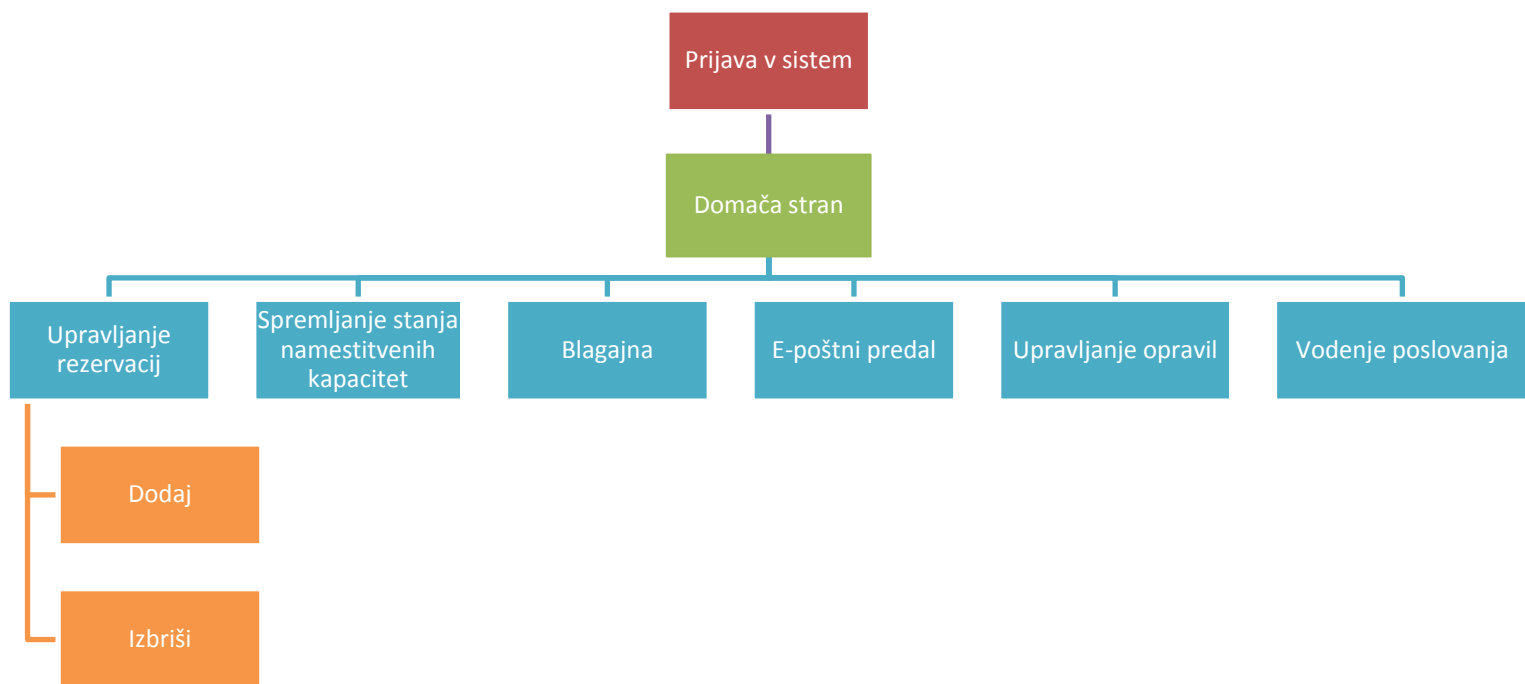 Prijava v sistem
Domača stran
Upravljanje
rezervacij
Spremljanje stanja
namestitvenih
kapacitet
Blagajna
E-poštni predal
Upravljanje opravil
Vodenje poslovanja
Dodaj
Izbriši